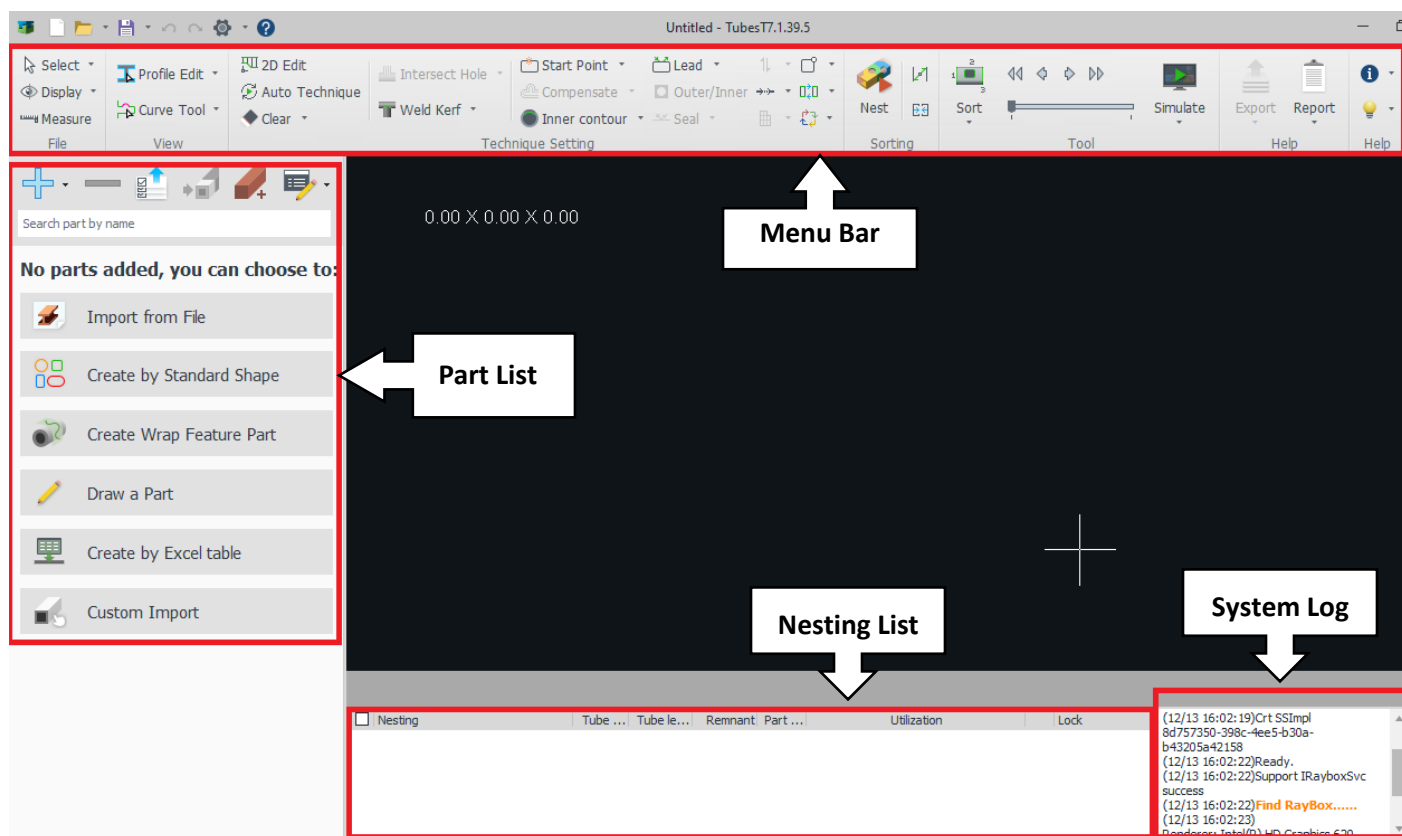 Untitled - TubesT7.1.39.5
Select Profile Edit 2D Edit Intersect Hole Start Point Lead
Display Auto Technique Compensate Outer/Inner
Measure Curve Tool Clear Weld Kerf Inner contour Seal
Nest Sort Simulate Export Report
File View Technique Setting Sorting Tool Help Help
Search part by name
0.00 X 0.00 X 0.00
Menu Bar
No parts added, you can choose to:
Import from File
Create by Standard Shape
Part List
Create Wrap Feature Part
Draw a Part
Create by Excel table
Custom Import
Nesting List
System Log
Nesting Tube ... Tube le... Remnant Part ... Utilization Lock
(12/13 16:02:19)Crt SSImpl
8d757350-398c-4ee5-b30a-
b43205a42158
(12/13 16:02:22)Ready.
(12/13 16:02:22)Support IRayboxSvc
success
(12/13 16:02:22)Find RayBox......
(12/13 16:02:23)
Renderer: Intel(R) HD Graphics 620